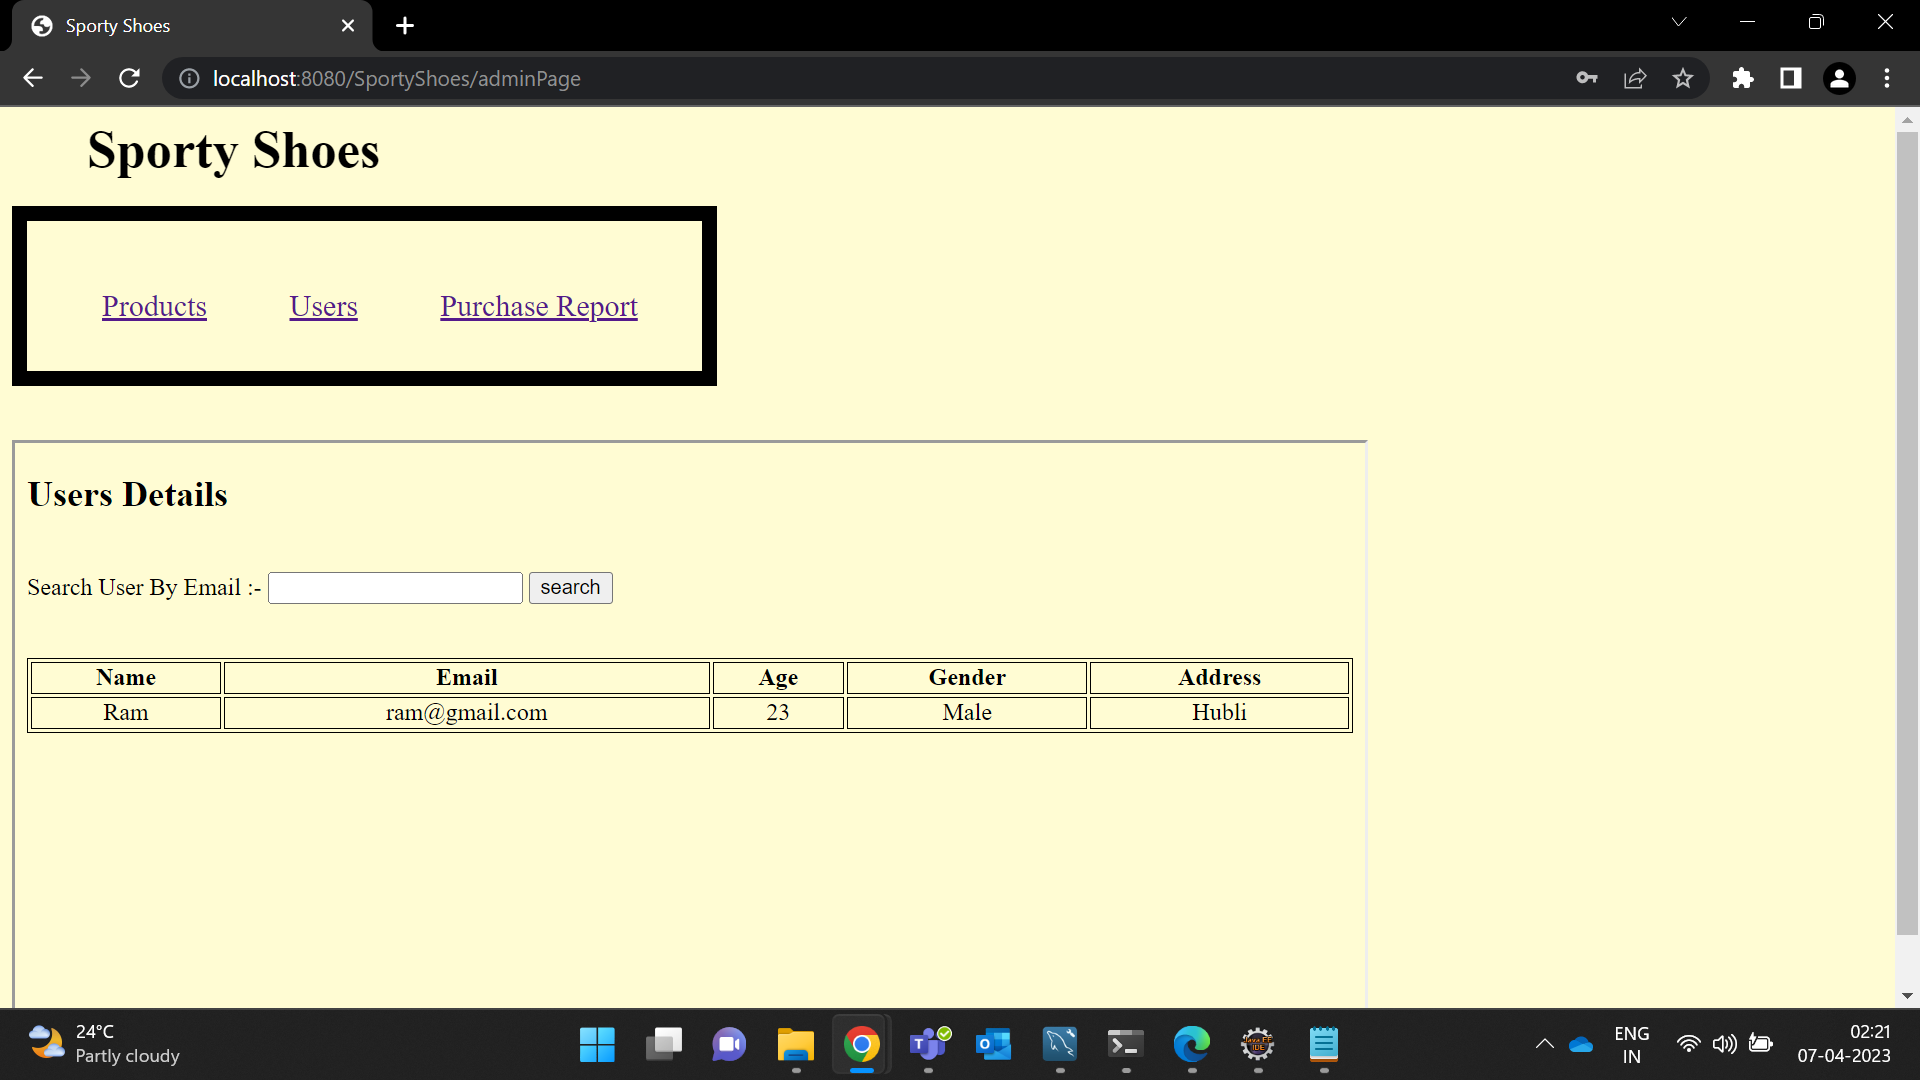 Sporty Shoes
localhost:8080/SportyShoes/adminPage
Sporty Shoes
Products Users Purchase Report
Users Details
Search User By Email :- search
Name Email Age Gender Address
Ram ram@gmail.com 23 Male Hubli
24°C
Partly cloudy
ENG
IN
02:21
07-04-2023